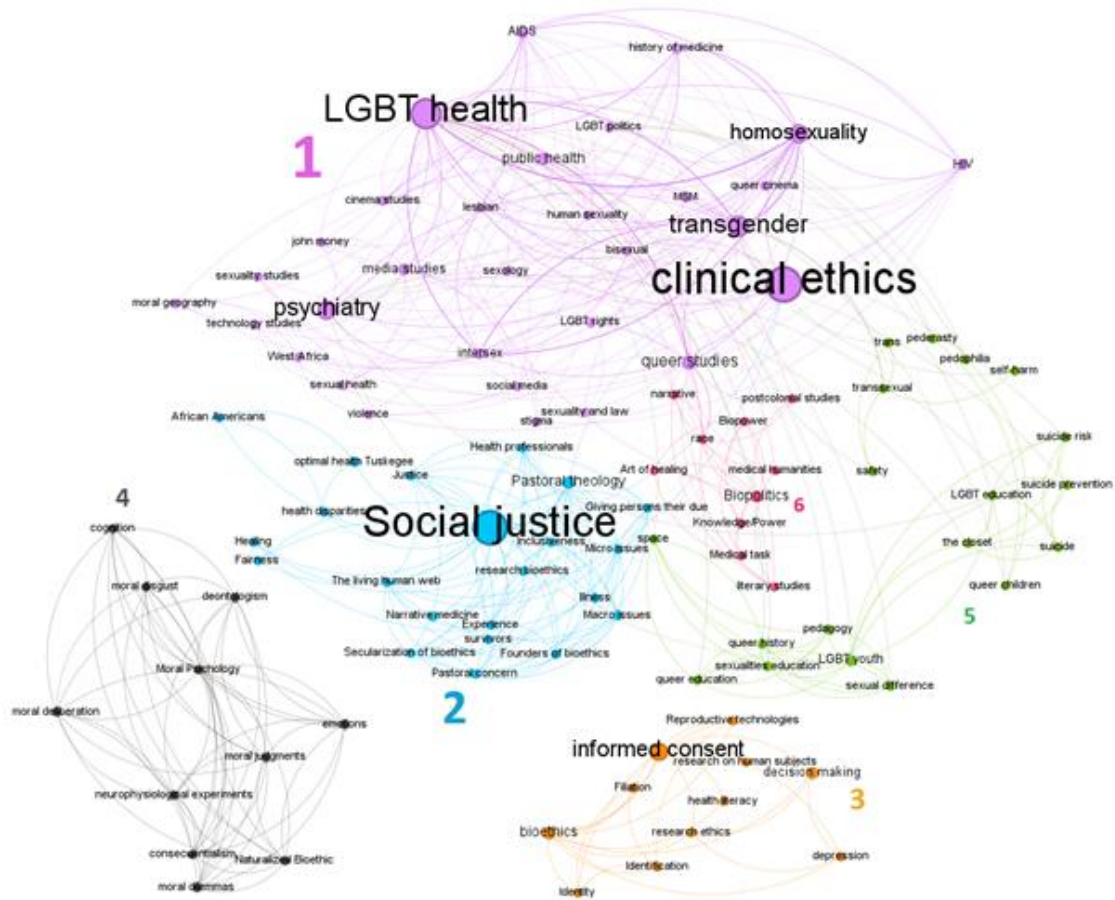 AIDS
history of medicine
LGBT health
LGBT politics
homosexuality
1
public health
HIV
queer cinema
MSM
cinema studies
lesbian
human sexuality
transgender
john money
bisexual
media studies
sexology
sexuality studies
clinical ethics
moral geography
psychiatry
technology studies
LGBT rights
West Africa
intersex
queer studies
sexual health
social media
violence
sexuality and law
stigma
trans
pederasty
pedophilia
self-harm
transsexual
narrative
postcolonial studies
Biopower
race
African Americans
Health professionals
suicide risk
optimal health Tuskegee
Justice
Art of healing
medical humanities
safety
Pastoral theology
Biopolitics
6
LGBT education
suicide prevention
4
health disparities
Social justice
Giving persons their due
Knowledge/Power
cognition
Healing
Fairness
Inclusiveness
Micro issues
space
Medical task
the closet
suicide
research bioethics
The living human web
literary studies
queer children
moral disgust
deontologism
Illness
Macro issues
5
Narrative medicine
Experience
survivors
Secularization of bioethics
Founders of bioethics
Pastoral concern
pedagogy
queer history
sexualities education
LGBT youth
queer education
sexual difference
2
Moral Psychology
moral deliberation
emotions
moral judgments
neurophysiological experiments
consecuentialism
Naturalized Bioethic
moral dilemmas
Reproductive technologies
informed consent
research on human subjects
decision making
Filiation
health literacy
3
bioethics
research ethics
Identification
depression
Identity